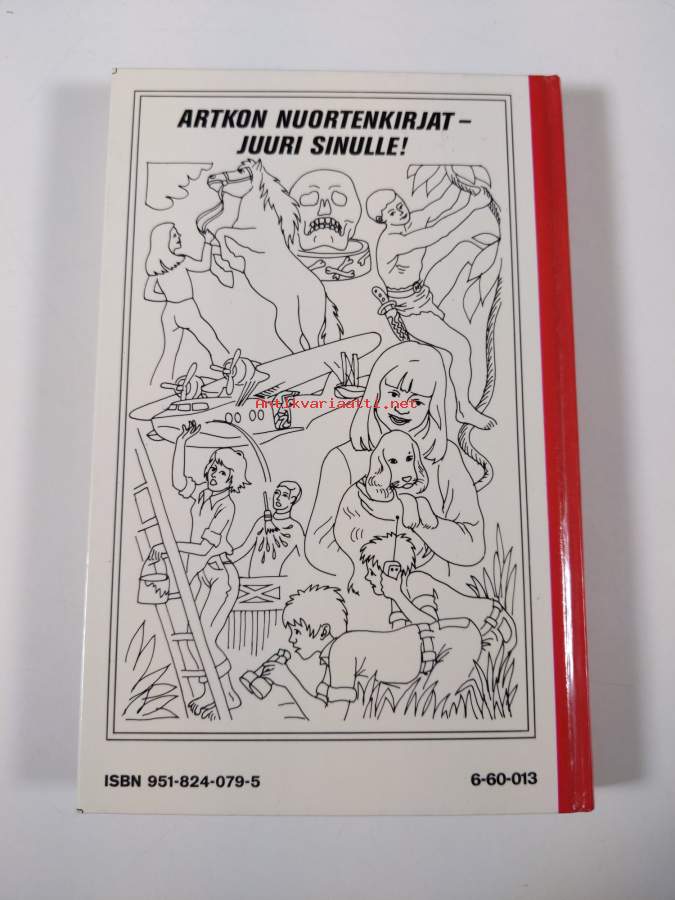 ARTKON NUORTENKIRJAT –
JUURI SINULLE!
Antikvariaatti.net
ISBN 951-824-079-5
6-60-013